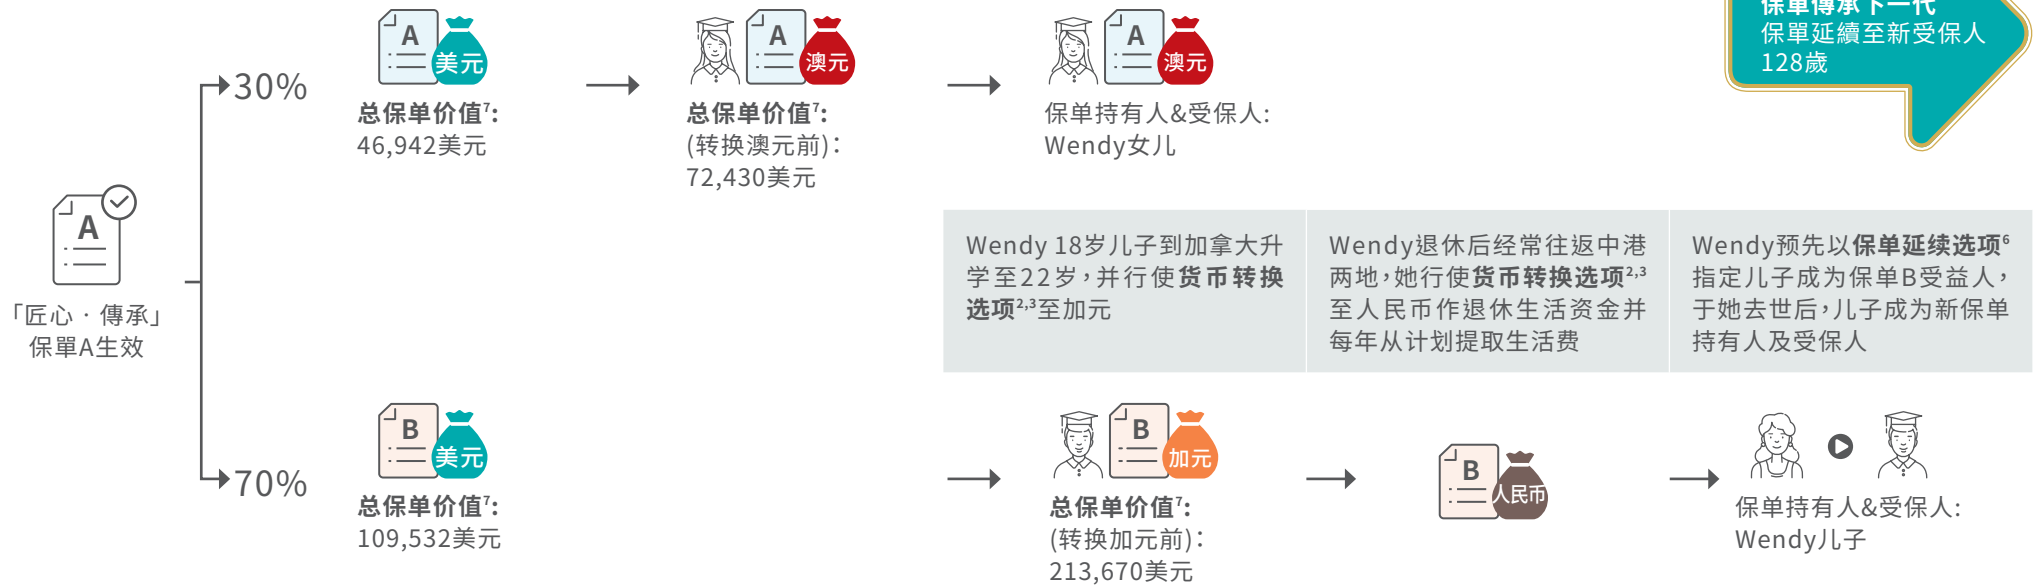 保單傳承下一代
保單延續至新受保人
128歲
A
美元
A
澳元
A
澳元
30%
总保单价值7:
46,942美元
总保单价值7:
(转换澳元前):
72,430美元
保单持有人&受保人:
Wendy女儿
A
「匠心．傳承」
保單A生效
Wendy 18岁儿子到加拿大升
学至22岁,并行使货币转换
选项2,3至加元
Wendy退休后经常往返中港
两地,她行使货币转换选项2,3
至人民币作退休生活资金并
每年从计划提取生活费
Wendy预先以保单延续选项6
指定儿子成为保单B受益人,
于她去世后,儿子成为新保单
持有人及受保人
B
美元
B
加元
B
人民币
70%
总保单价值7:
109,532美元
总保单价值7:
(转换加元前):
213,670美元
保单持有人&受保人:
Wendy儿子